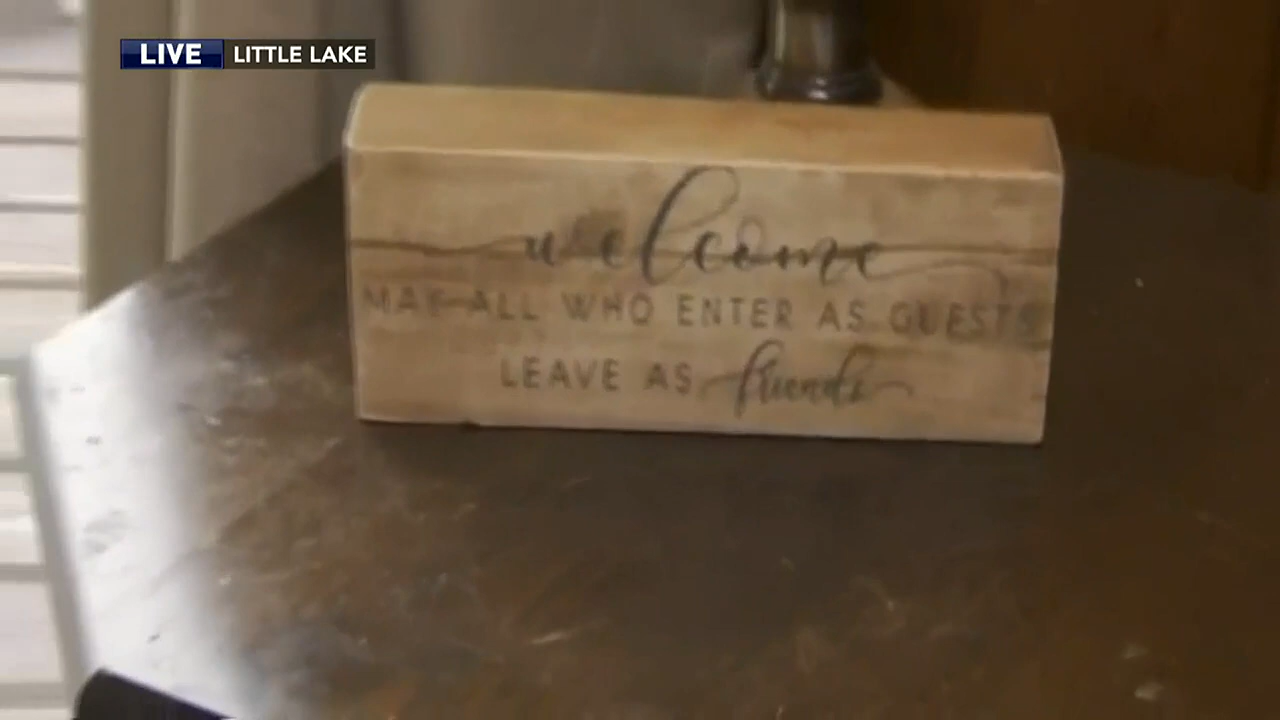 LIVE LITTLE LAKE
welcome
MAY ALL WHO ENTER AS GUESTS
LEAVE AS friends